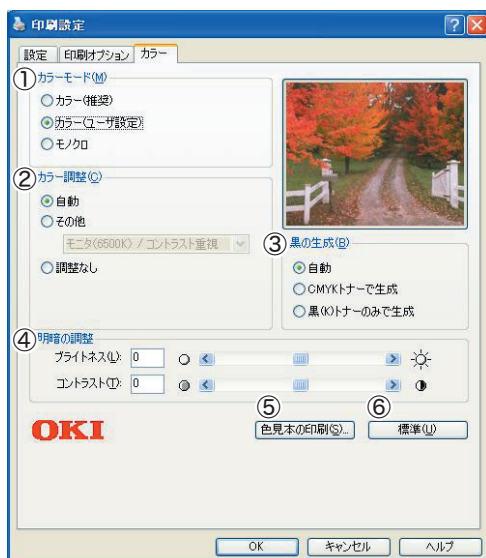 印刷設定
設定 印刷オプション カラー
① カラーモード(M)
カラー(推奨)
カラー(ユーザ設定)
モノクロ
② カラー調整(C)
自動
その他
モニタ(6500K) / コントラスト重視
調整なし
③ 黒の生成(B)
自動
CMYKトナーで生成
黒(K)トナーのみで生成
④ 明暗の調整
ブライトネス(L): 0
コントラスト(T): 0
OKI
⑤ 色見本の印刷(S)...
⑥ 標準(U)
OK キャンセル ヘルプ